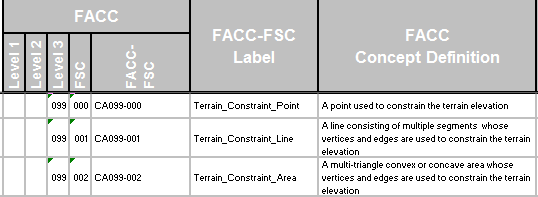 FACC
FACC-FSC Label
FACC Concept Definition
Level 1
Level 2
Level 3
FSC
FACC-FSC
099 000 CA099-000 Terrain_Constraint_Point A point used to constrain the terrain elevation
099 001 CA099-001 Terrain_Constraint_Line A line consisting of multiple segments whose
vertices and edges are used to constrain the terrain
elevation
099 002 CA099-002 Terrain_Constraint_Area A multi-triangle convex or concave area whose
vertices and edges are used to constrain the terrain
elevation